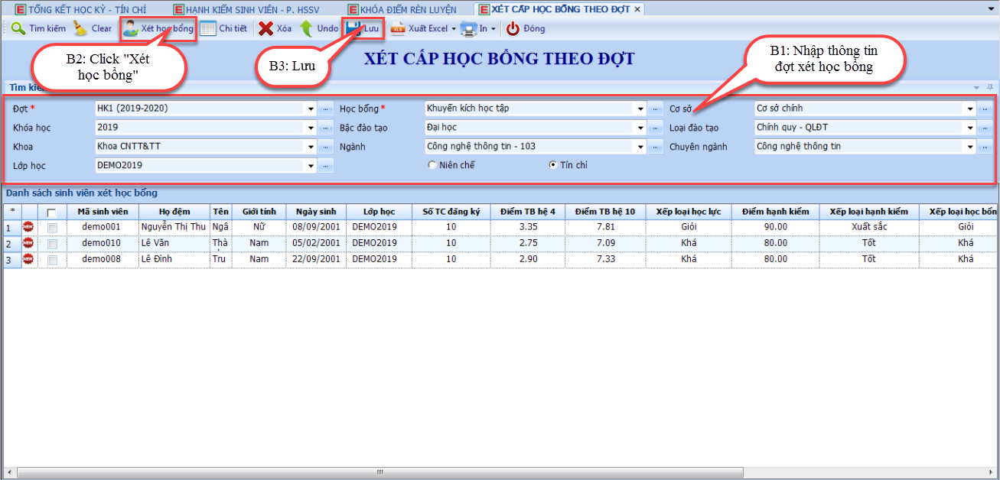 TỔNG KẾT HỌC KỲ - TÍN CHỈ HẠNH KIỂM SINH VIÊN - P. HSSV KHÓA ĐIỂM RÈN LUYỆN XÉT CẤP HỌC BỔNG THEO ĐỢT
Tìm kiếm Clear Xét học bổng Chi tiết Xóa Undo Lưu Xuất Excel In Đóng
B2: Click "Xét
học bổng"
B3: Lưu
XÉT CẤP HỌC BỔNG THEO ĐỢT
B1: Nhập thông tin
đợt xét học bổng
Đợt * HK1 (2019-2020) Học bổng * Khuyến kích học tập Cơ sở Cơ sở chính
Khóa học 2019 Bậc đào tạo Đại học Loại đào tạo Chính quy - QLĐT
Khoa Khoa CNTT&TT Ngành Công nghệ thông tin - 103 Chuyên ngành Công nghệ thông tin
Lớp học DEMO2019 Niên chế Tín chỉ
Danh sách sinh viên xét học bổng
* Mã sinh viên Họ đệm Tên Giới tính Ngày sinh Lớp học Số TC đăng ký Điểm TB hệ 4 Điểm TB hệ 10 Xếp loại học lực Điểm hạnh kiểm Xếp loại hạnh kiểm Xếp loại học bổn
1 NEW demo001 Nguyễn Thị Thu Ngâ Nữ 08/09/2001 DEMO2019 10 3.35 7.81 Giỏi 90.00 Xuất sắc Giỏi
2 NEW demo010 Lê Văn Thà Nam 05/02/2001 DEMO2019 10 2.75 7.09 Khá 80.00 Tốt Khá
3 NEW demo008 Lê Đình Tru Nam 22/09/2001 DEMO2019 10 2.90 7.33 Khá 80.00 Tốt Khá